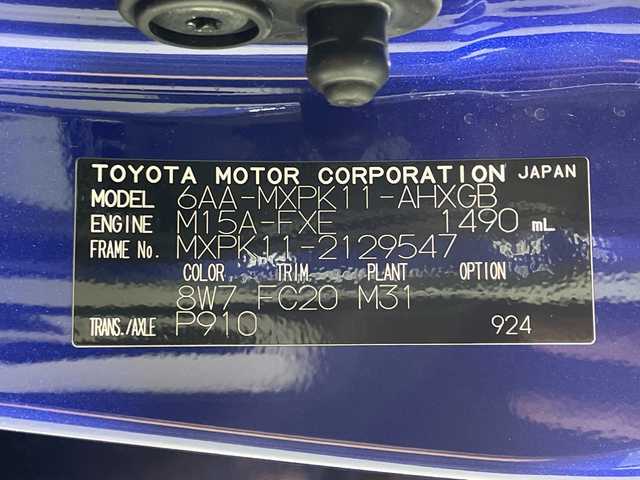 TOYOTA MOTOR CORPORATION JAPAN
MODEL 6AA-MXPK11-AHXGB
ENGINE M15A-FXE 1490 mL
FRAME No. MXPK11-2129547
COLOR TRIM PLANT OPTION
8W7 FC20 M31
TRANS./AXLE P910 924